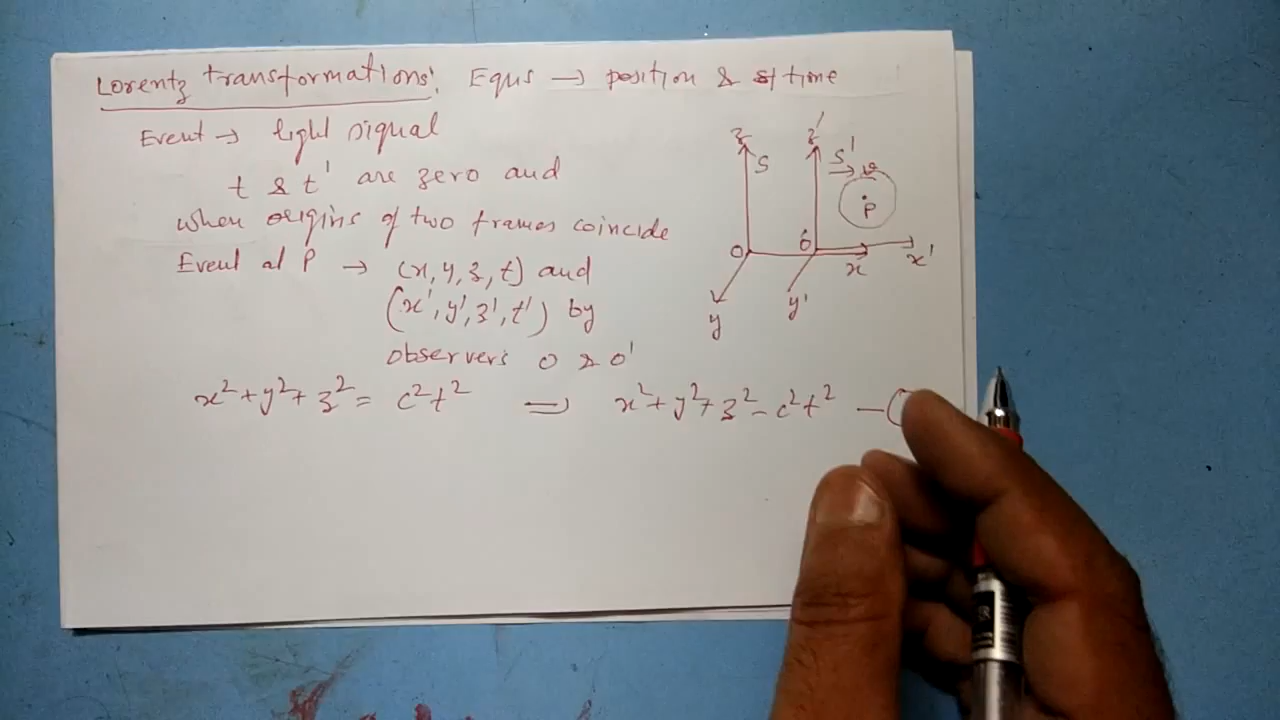 Lorentz transformations: Equs → position & time
Event → light signal
t & t' are zero and
when origins of two frames coincide
Event at P → (x, y, z, t) and
(x', y', z', t') by
observers O & O'
x² + y² + z² = c²t² ⇒ x² + y² + z² - c²t² —(
z
z'
S
S'
v
P
O
O'
x
x'
y
y'